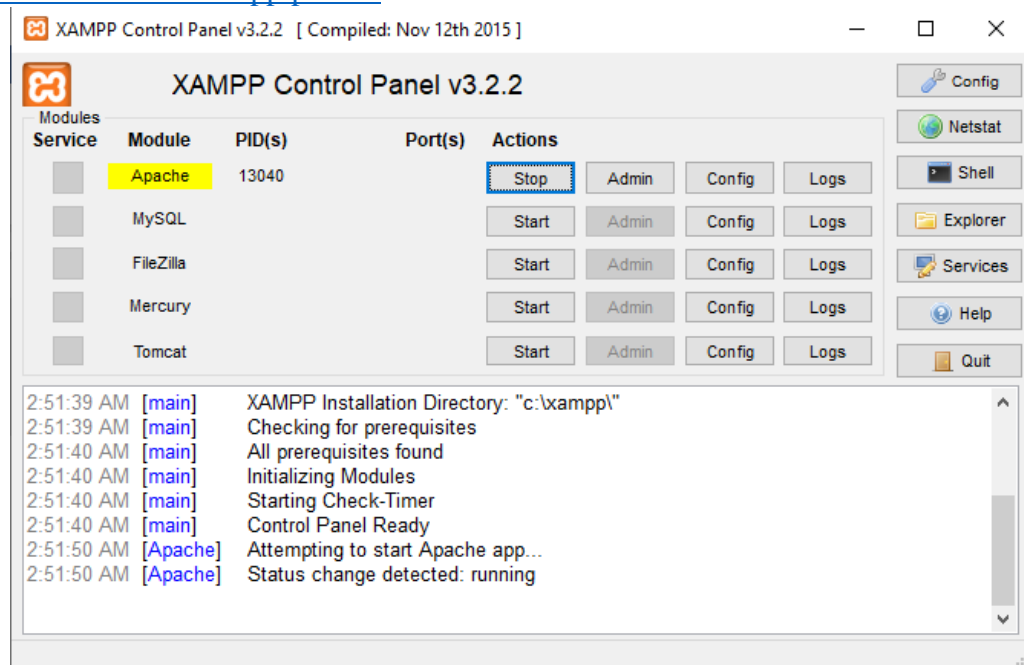 XAMPP Control Panel v3.2.2 [ Compiled: Nov 12th 2015 ]
XAMPP Control Panel v3.2.2
Config
Modules
Netstat
Service Module PID(s) Port(s) Actions
Apache 13040 Stop Admin Config Logs
Shell
MySQL Start Admin Config Logs
Explorer
FileZilla Start Admin Config Logs
Services
Mercury Start Admin Config Logs
Help
Tomcat Start Admin Config Logs
Quit
2:51:39 AM [main] XAMPP Installation Directory: "c:\xampp\"
2:51:39 AM [main] Checking for prerequisites
2:51:40 AM [main] All prerequisites found
2:51:40 AM [main] Initializing Modules
2:51:40 AM [main] Starting Check-Timer
2:51:40 AM [main] Control Panel Ready
2:51:50 AM [Apache] Attempting to start Apache app...
2:51:50 AM [Apache] Status change detected: running